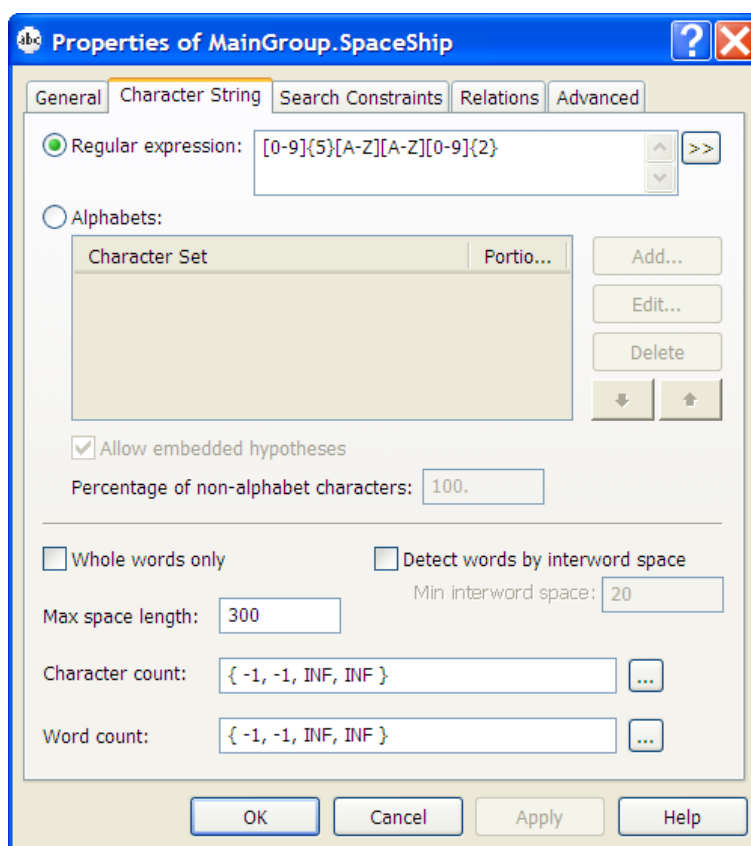 abc Properties of MainGroup.SpaceShip ?
General Character String Search Constraints Relations Advanced
Regular expression: [0-9]{5}[A-Z][A-Z][0-9]{2} >>
Alphabets:
Character Set Portio... Add...
Edit...
Delete
Allow embedded hypotheses
Percentage of non-alphabet characters: 100.
Whole words only Detect words by interword space
Min interword space: 20
Max space length: 300
Character count: { -1, -1, INF, INF } ...
Word count: { -1, -1, INF, INF } ...
OK Cancel Apply Help